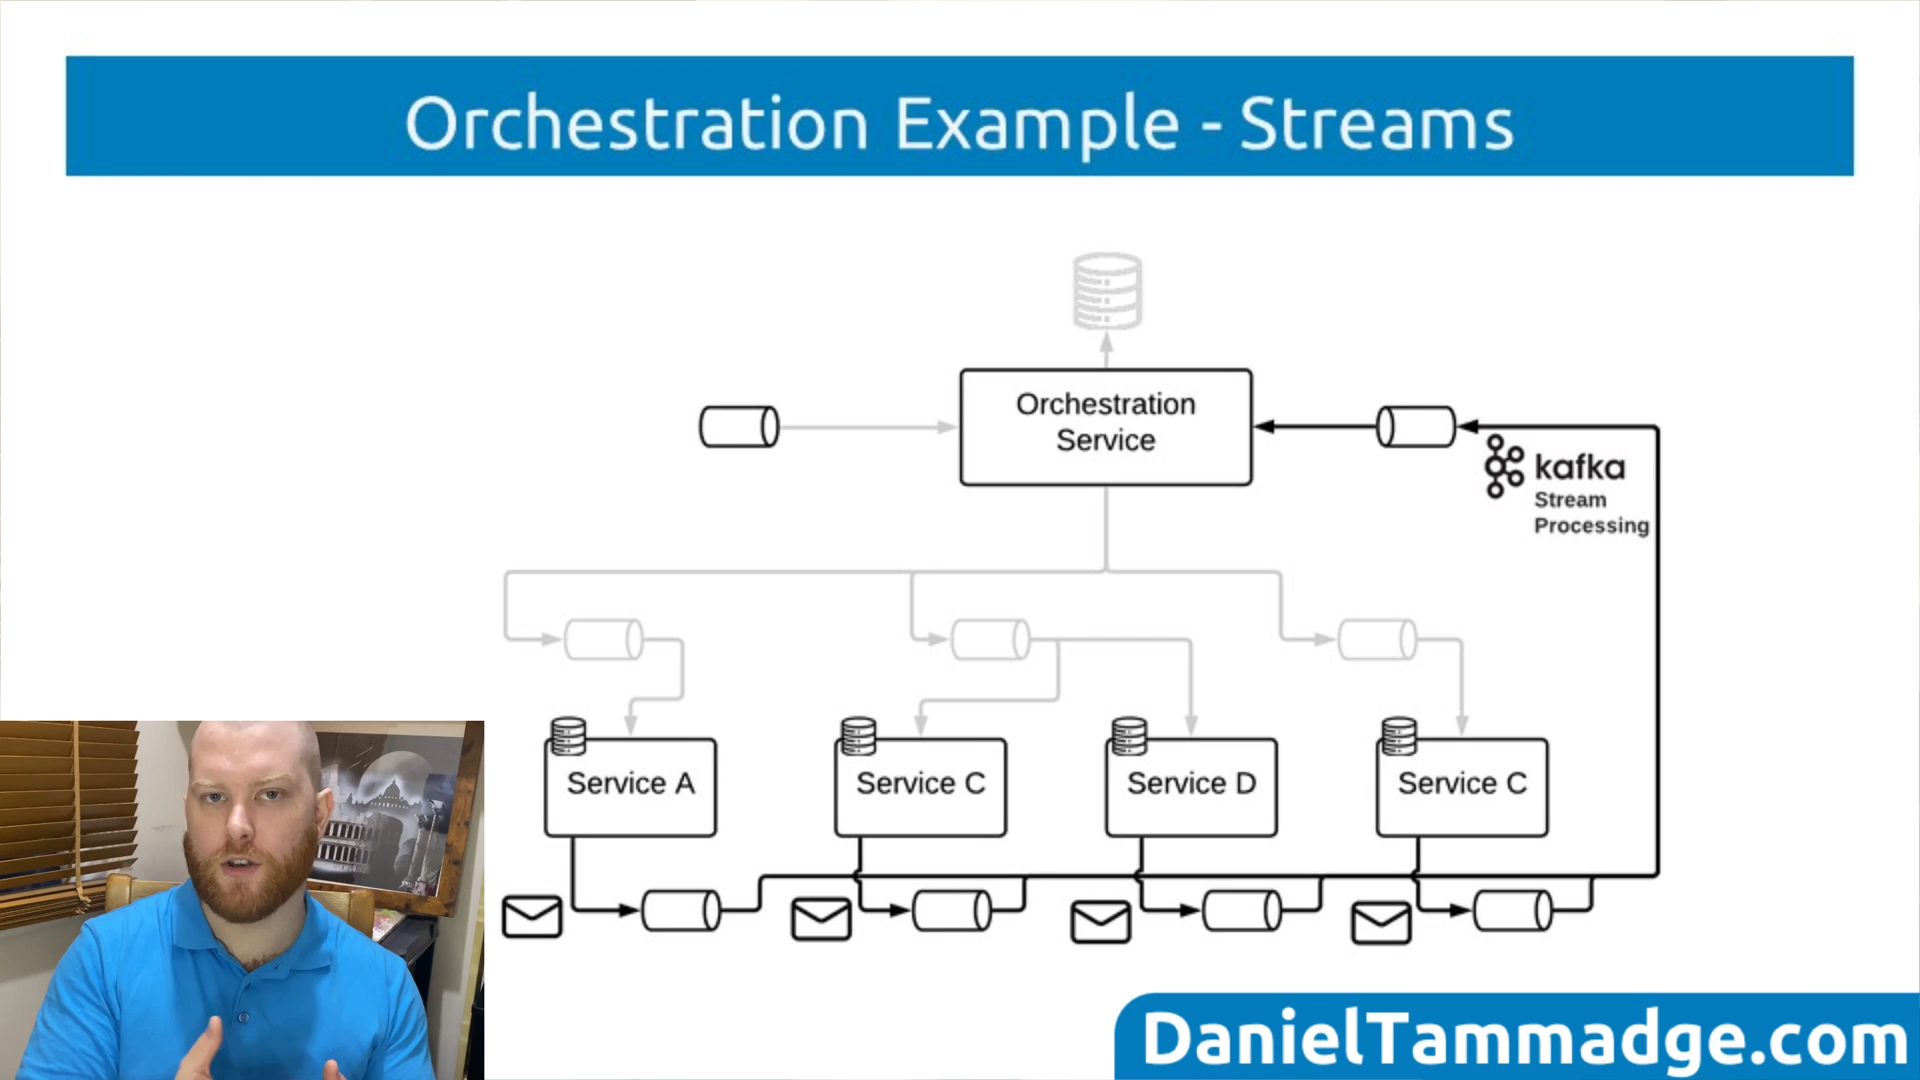 Orchestration Example - Streams
Orchestration
Service
kafka
Stream
Processing
Service A
Service C
Service D
Service C
DanielTammadge.com